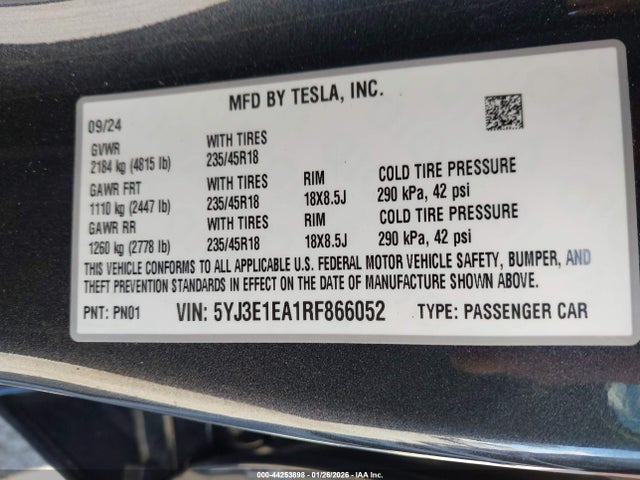 MFD BY TESLA, INC.
09/24
GVWR WITH TIRES
2184 kg (4815 lb) 235/45R18
GAWR FRT WITH TIRES RIM COLD TIRE PRESSURE
1110 kg (2447 lb) 235/45R18 18X8.5J 290 kPa, 42 psi
GAWR RR WITH TIRES RIM COLD TIRE PRESSURE
1260 kg (2778 lb) 235/45R18 18X8.5J 290 kPa, 42 psi
THIS VEHICLE CONFORMS TO ALL APPLICABLE U.S. FEDERAL MOTOR VEHICLE SAFETY, BUMPER, AND
THEFT PREVENTION STANDARDS IN EFFECT ON THE DATE OF MANUFACTURE SHOWN ABOVE.
PNT: PN01 VIN: 5YJ3E1EA1RF866052 TYPE: PASSENGER CAR
000-44253898 - 01/26/2026 - IAA Inc.